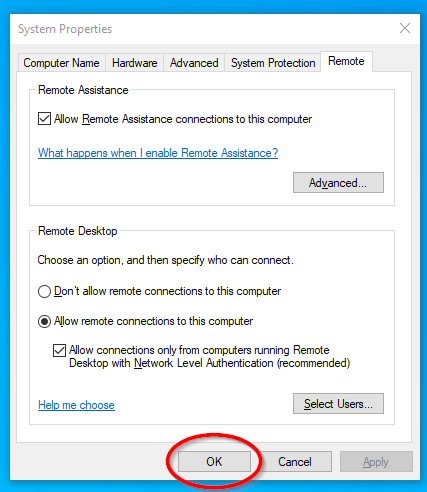 System Properties
Computer Name
Hardware
Advanced
System Protection
Remote
Remote Assistance
Allow Remote Assistance connections to this computer
What happens when I enable Remote Assistance?
Advanced...
Remote Desktop
Choose an option, and then specify who can connect.
Don't allow remote connections to this computer
Allow remote connections to this computer
Allow connections only from computers running Remote
Desktop with Network Level Authentication (recommended)
Help me choose
Select Users...
OK
Cancel
Apply